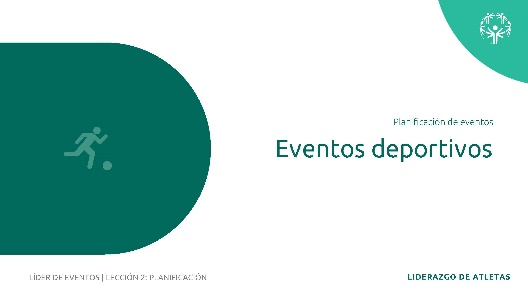 Planificación de eventos
Eventos deportivos
LÍDER DE EVENTOS | LECCIÓN 2: PLANIFICACIÓN
LIDERAZGO DE ATLETAS